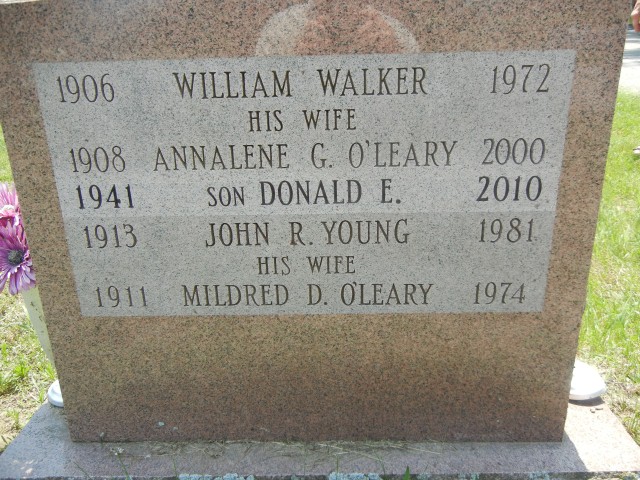 1906 WILLIAM WALKER 1972
HIS WIFE
1908 ANNALENE G. O'LEARY 2000
1941 SON DONALD E. 2010
1913 JOHN R. YOUNG 1981
HIS WIFE
1911 MILDRED D. O'LEARY 1974